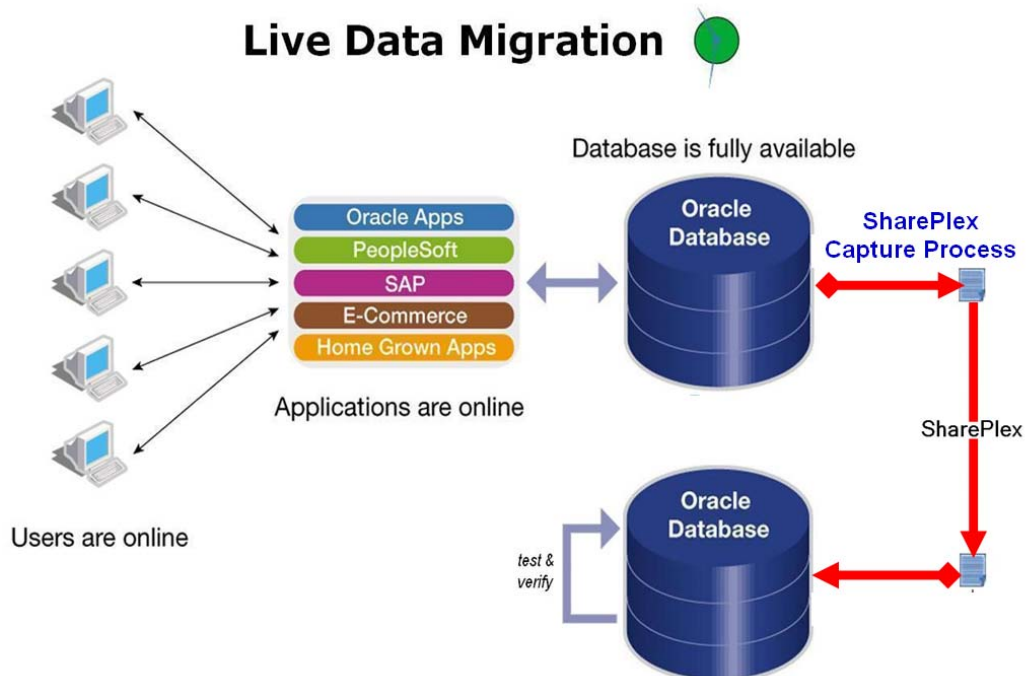 Live Data Migration
Database is fully available
Oracle Apps
PeopleSoft
SAP
E-Commerce
Home Grown Apps
Applications are online
Users are online
Oracle
Database
SharePlex
Capture Process
SharePlex
Oracle
Database
test &
verify